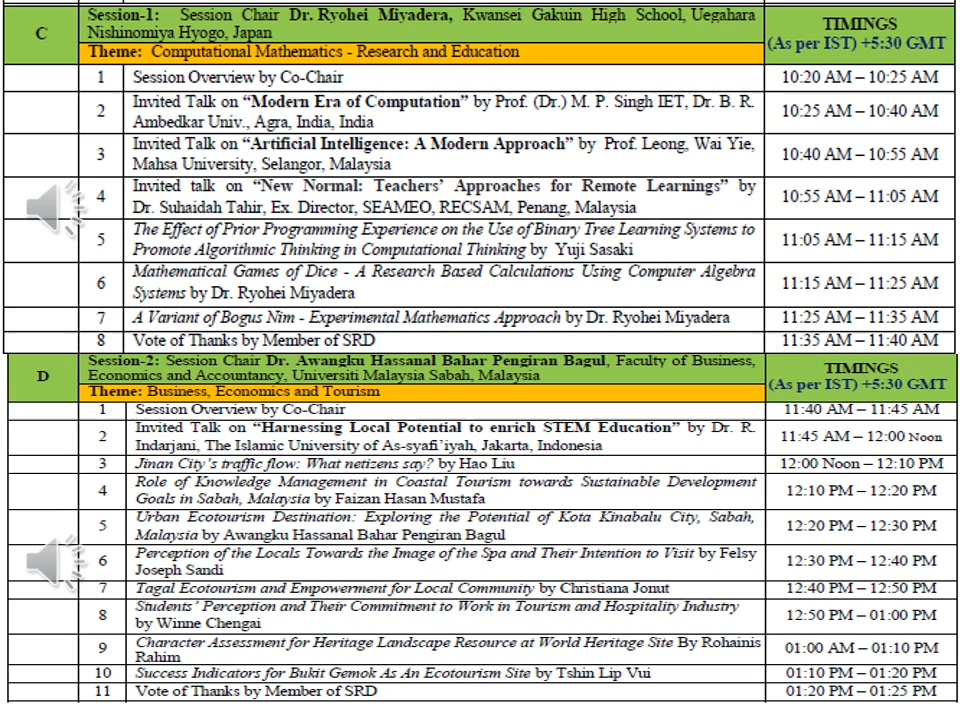 C
Session-1: Session Chair Dr. Ryohei Miyadera, Kwansei Gakuin High School, Uegahara
Nishinomiya Hyogo, Japan
TIMINGS
(As per IST) +5:30 GMT
Theme: Computational Mathematics - Research and Education
1 Session Overview by Co-Chair 10:20 AM – 10:25 AM
2 Invited Talk on “Modern Era of Computation” by Prof. (Dr.) M. P. Singh IET, Dr. B. R.
Ambedkar Univ., Agra, India, India 10:25 AM – 10:40 AM
3 Invited Talk on “Artificial Intelligence: A Modern Approach” by Prof. Leong, Wai Yie,
Mahsa University, Selangor, Malaysia 10:40 AM – 10:55 AM
4 Invited talk on “New Normal: Teachers’ Approaches for Remote Learnings” by
Dr. Suhaidah Tahir, Ex. Director, SEAMEO, RECSAM, Penang, Malaysia 10:55 AM – 11:05 AM
5 The Effect of Prior Programming Experience on the Use of Binary Tree Learning Systems to
Promote Algorithmic Thinking in Computational Thinking by Yuji Sasaki 11:05 AM – 11:15 AM
6 Mathematical Games of Dice - A Research Based Calculations Using Computer Algebra
Systems by Dr. Ryohei Miyadera 11:15 AM – 11:25 AM
7 A Variant of Bogus Nim - Experimental Mathematics Approach by Dr. Ryohei Miyadera 11:25 AM – 11:35 AM
8 Vote of Thanks by Member of SRD 11:35 AM – 11:40 AM
D
Session-2: Session Chair Dr. Awangku Hassanal Bahar Pengiran Bagul, Faculty of Business,
Economics and Accountancy, Universiti Malaysia Sabah, Malaysia
TIMINGS
(As per IST) +5:30 GMT
Theme: Business, Economics and Tourism
1 Session Overview by Co-Chair 11:40 AM – 11:45 AM
2 Invited Talk on “Harnessing Local Potential to enrich STEM Education” by Dr. R.
Indarjani, The Islamic University of As-syafi’iyah, Jakarta, Indonesia 11:45 AM – 12:00 Noon
3 Jinan City’s traffic flow: What netizens say? by Hao Liu 12:00 Noon – 12:10 PM
4 Role of Knowledge Management in Coastal Tourism towards Sustainable Development
Goals in Sabah, Malaysia by Faizan Hasan Mustafa 12:10 PM – 12:20 PM
5 Urban Ecotourism Destination: Exploring the Potential of Kota Kinabalu City, Sabah,
Malaysia by Awangku Hassanal Bahar Pengiran Bagul 12:20 PM – 12:30 PM
6 Perception of the Locals Towards the Image of the Spa and Their Intention to Visit by Felsy
Joseph Sandi 12:30 PM – 12:40 PM
7 Tagal Ecotourism and Empowerment for Local Community by Christiana Jonut 12:40 PM – 12:50 PM
8 Students’ Perception and Their Commitment to Work in Tourism and Hospitality Industry
by Winne Chengai 12:50 PM – 01:00 PM
9 Character Assessment for Heritage Landscape Resource at World Heritage Site By Rohainis
Rahim 01:00 AM – 01:10 PM
10 Success Indicators for Bukit Gemok As An Ecotourism Site by Tshin Lip Vui 01:10 PM – 01:20 PM
11 Vote of Thanks by Member of SRD 01:20 PM – 01:25 PM